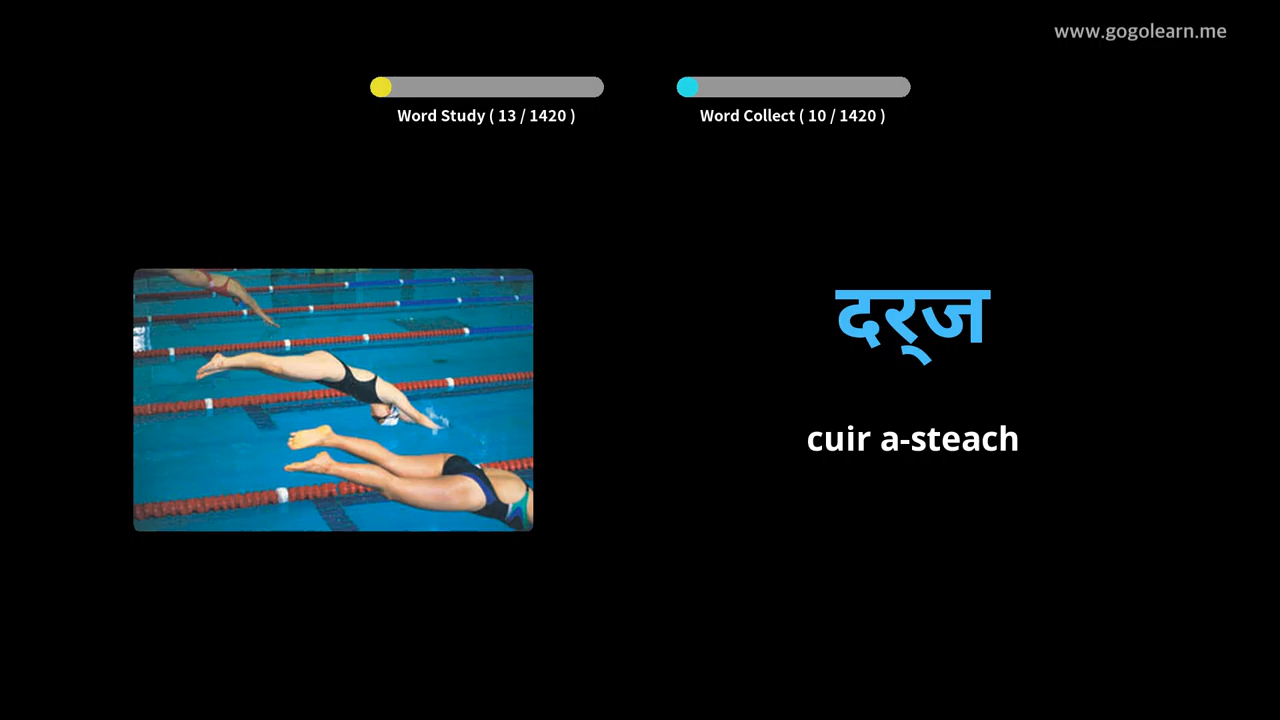 www.gogolearn.me
Word Study ( 13 / 1420 )
Word Collect ( 10 / 1420 )
दर्‌ज
cuir a-steach